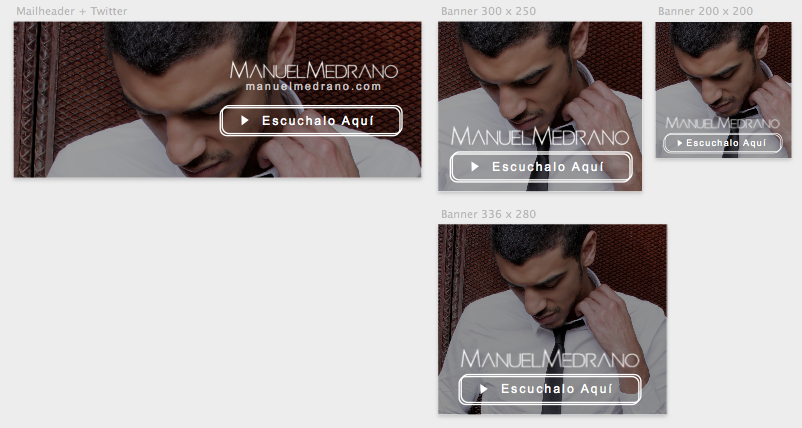 Mailheader + Twitter
MANUELMEDRANO
manuelmedrano.com
Escuchalo Aquí
Banner 300 x 250
MANUELMEDRANO
Escuchalo Aquí
Banner 200 x 200
MANUELMEDRANO
Escuchalo Aquí
Banner 336 x 280
MANUELMEDRANO
Escuchalo Aquí